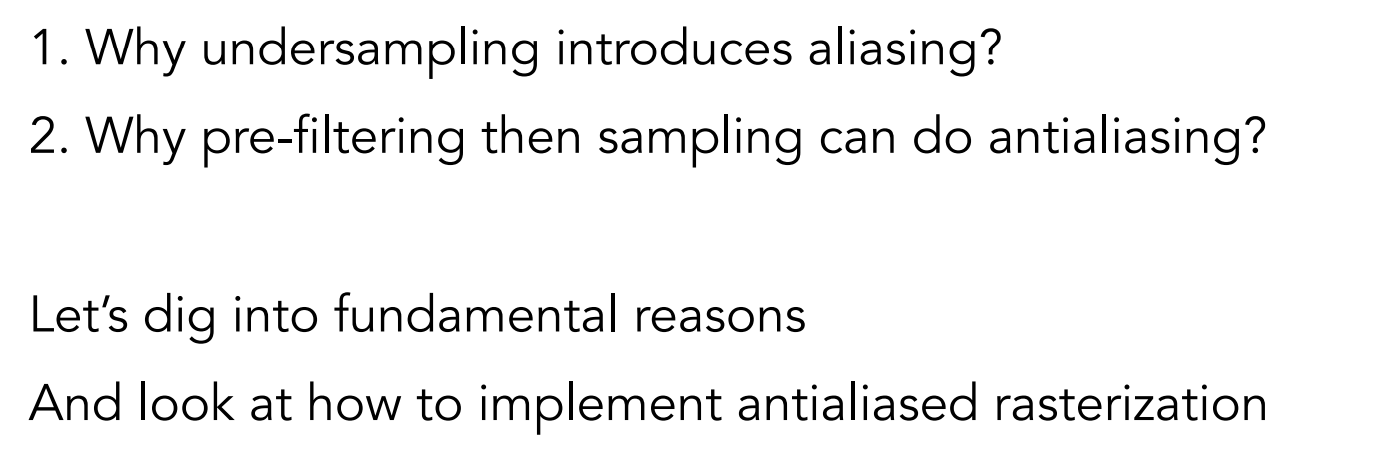 1. Why undersampling introduces aliasing?
2. Why pre-filtering then sampling can do antialiasing?
Let’s dig into fundamental reasons
And look at how to implement antialiased rasterization